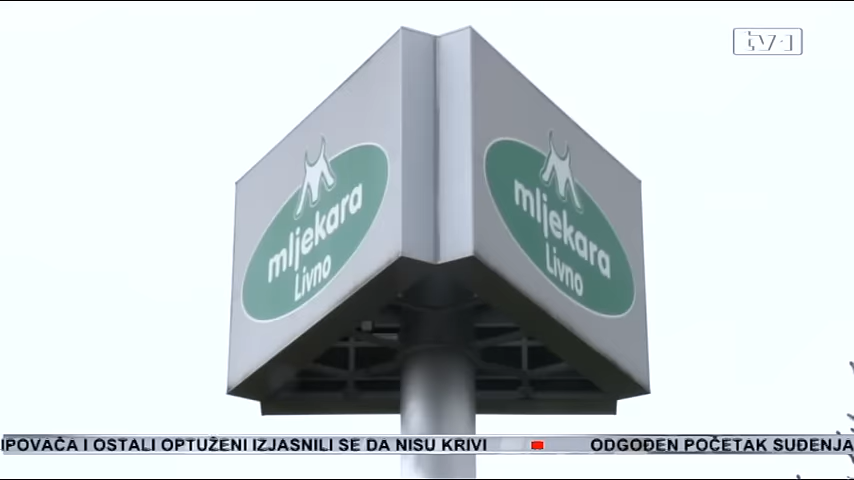 tv1
mljekara
Livno
mljekara
Livno
IPOVAČA I OSTALI OPTUŽENI IZJASNILI SE DA NISU KRIVI
ODGOĐEN POČETAK SUĐENJA